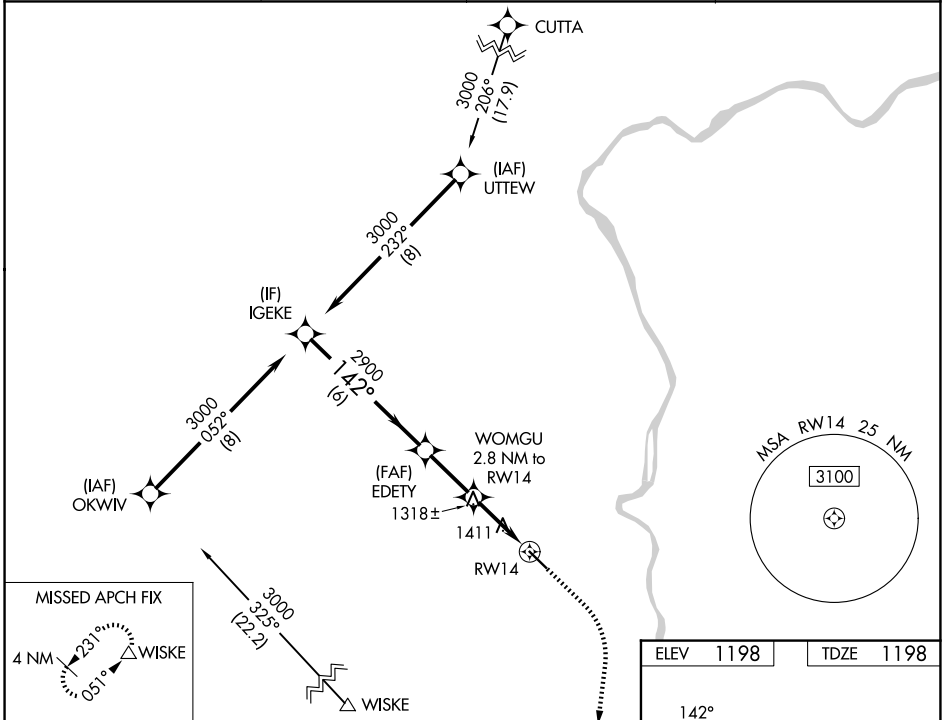 CUTTA
3000
206°
(17.9)
(IAF)
UTTEW
3000
232°
(8)
(IF)
IGEKE
2900
142°
(6)
3000
052°
(8)
WOMGU
2.8 NM to
RW14
(FAF)
EDETY
(IAF)
OKWIV
1318±
1411
RW14
MSA RW14 25 NM
3100
3000
325°
(22.2)
WISKE
MISSED APCH FIX
4 NM
231°
051°
WISKE
ELEV 1198
TDZE 1198
142°